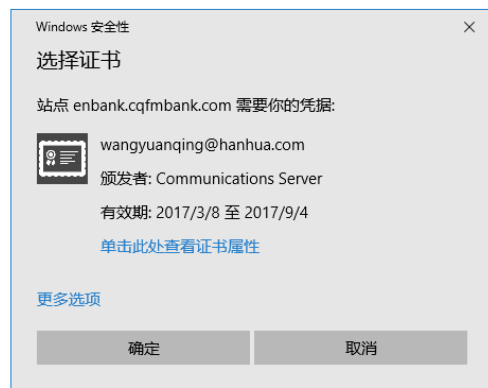 Windows 安全性
选择证书
站点 enbank.cqfmbank.com 需要你的凭据:
wangyuanqing@hanhua.com
颁发者: Communications Server
有效期: 2017/3/8 至 2017/9/4
单击此处查看证书属性
更多选项
确定
取消